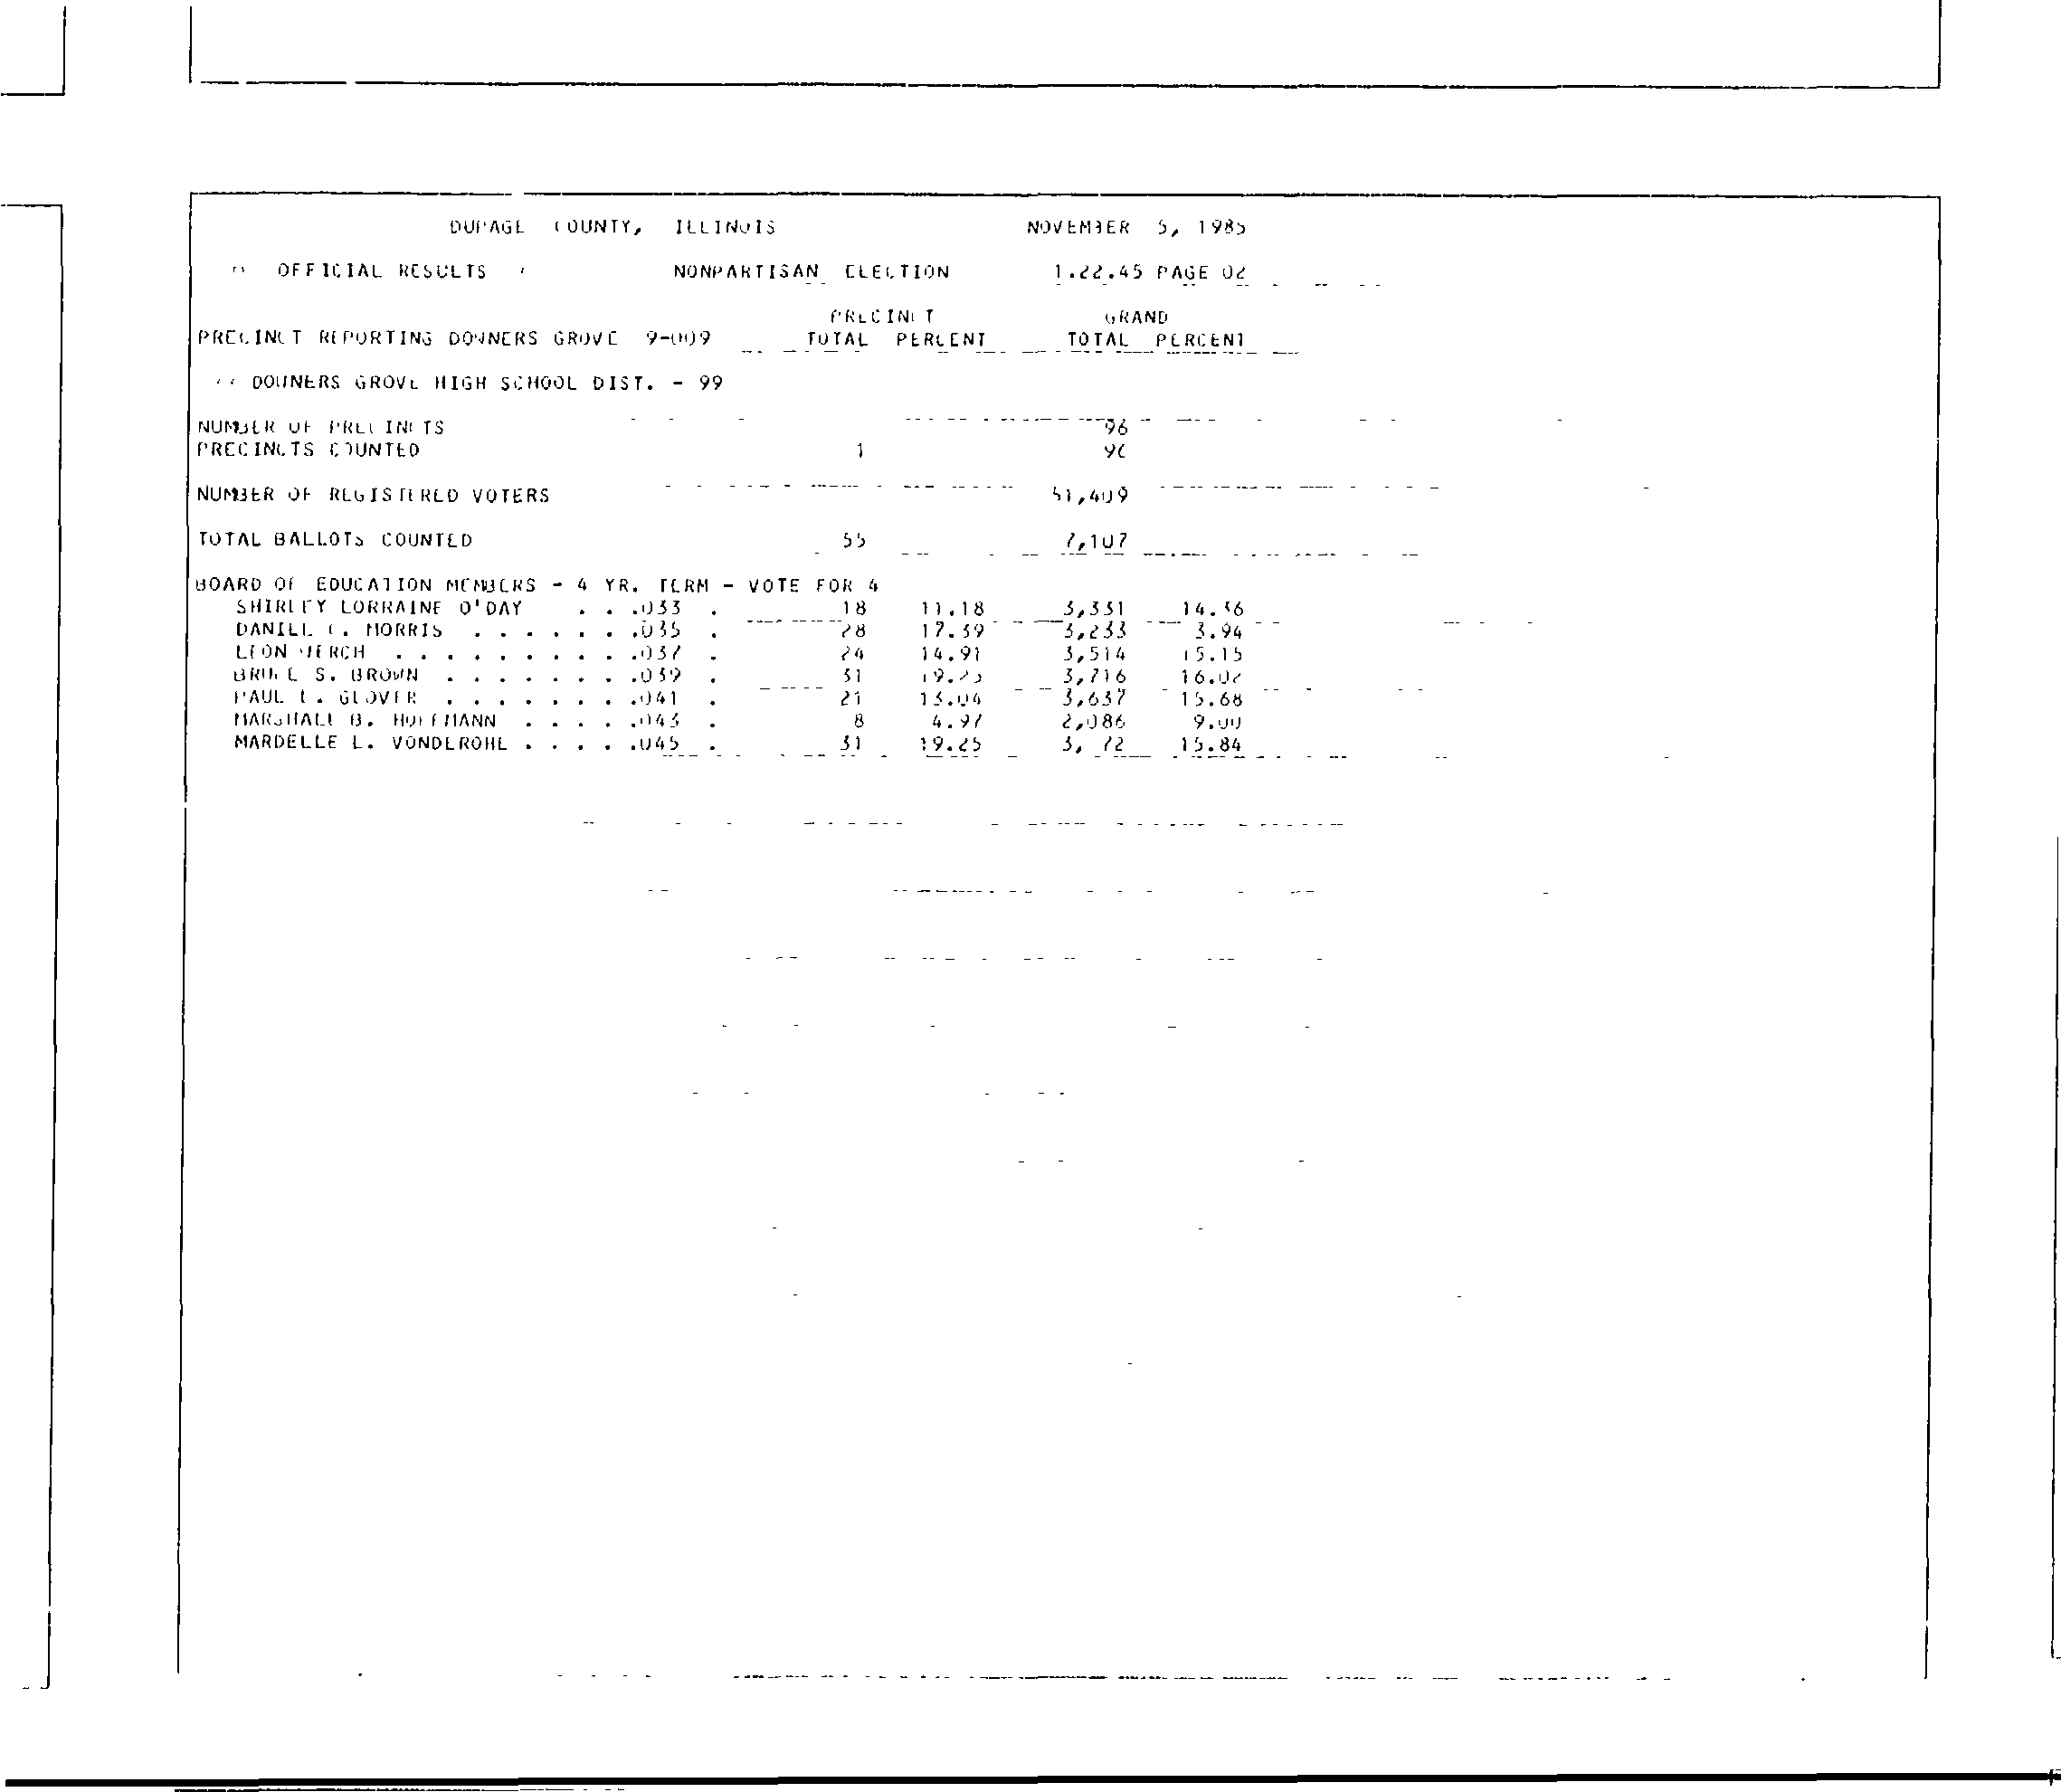 DUPAGE COUNTY, ILLINOIS NOVEMBER 5, 1985
OFFICIAL RESULTS NONPARTISAN ELECTION 1.22.45 PAGE 02
PRECINCT GRAND
PRECINCT REPORTING DOWNERS GROVE 9-009 TOTAL PERCENT TOTAL PERCENT
DOWNERS GROVE HIGH SCHOOL DIST. - 99
NUMBER OF PRECINCTS 96
PRECINCTS COUNTED 1 96
NUMBER OF REGISTERED VOTERS 51,409
TOTAL BALLOTS COUNTED 55 7,107
BOARD OF EDUCATION MEMBERS - 4 YR. TERM - VOTE FOR 4
SHIRLEY LORRAINE O'DAY . . .033 . 18 11.18 3,331 14.36
DANIEL C. MORRIS . . . . . . .035 . 28 17.39 3,233 3.94
LEON . . . . . . . . . .037 . 24 14.91 3,514 15.15
BRUCE S. BROWN . . . . . . . .039 . 31 19.25 3,716 16.02
PAUL GLOVER . . . . . . . .041 . 21 13.04 3,637 15.68
MARSHALL B. HOFFMANN . . . . .043 . 8 4.97 2,086 9.00
MARDELLE L. VONDEROHE . . . . .045 . 31 19.25 3, 72 15.84